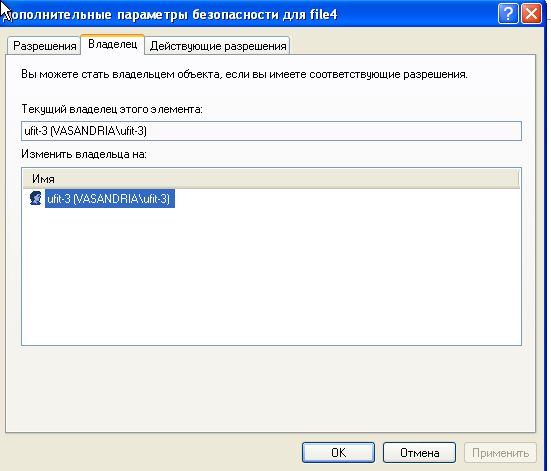 Дополнительные параметры безопасности для file4
Разрешения Владелец Действующие разрешения
Вы можете стать владельцем объекта, если вы имеете соответствующие разрешения.
Текущий владелец этого элемента:
ufit-3 (VASANDRIA\ufit-3)
Изменить владельца на:
Имя
ufit-3 (VASANDRIA\ufit-3)
OK Отмена Применить